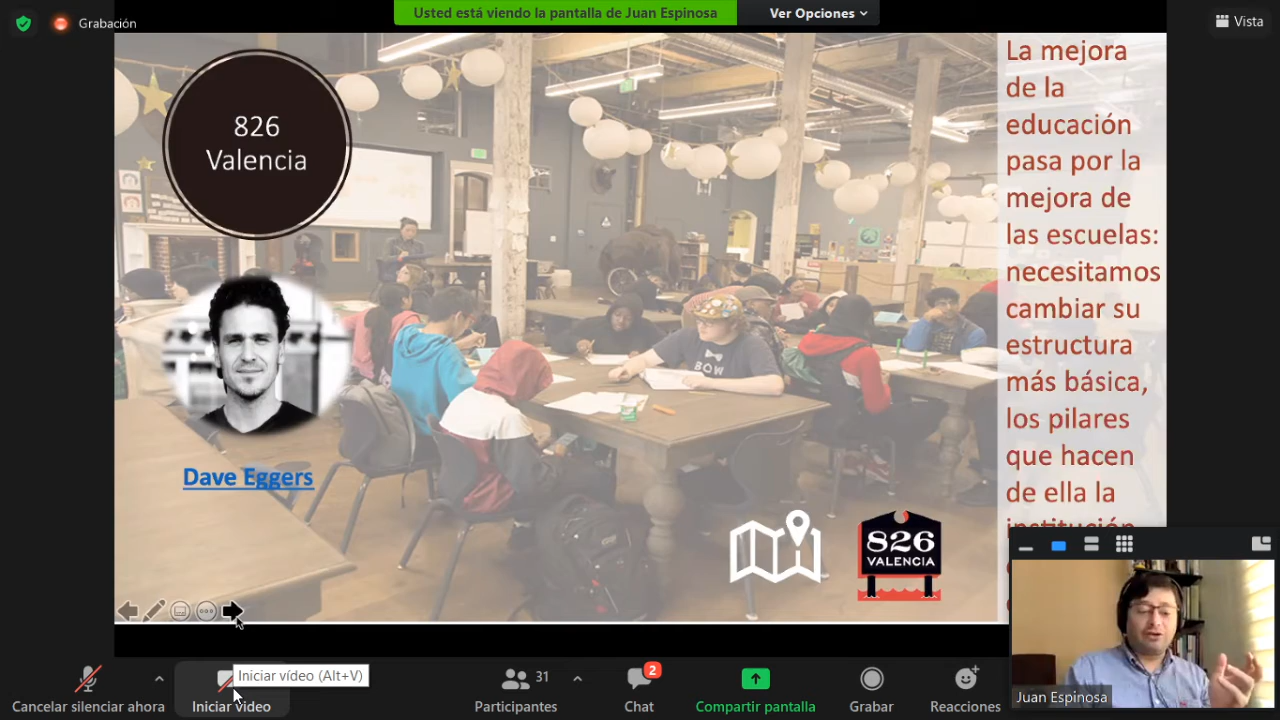 Grabación
Usted está viendo la pantalla de Juan Espinosa
Ver Opciones
Vista
826
Valencia
Dave Eggers
BOW
826
VALENCIA
La mejora
de la
educación
pasa por la
mejora de
las escuelas:
necesitamos
cambiar su
estructura
más básica,
los pilares
que hacen
de ella la
institución
Juan Espinosa
Iniciar vídeo (Alt+V)
Cancelar silenciar ahora
Iniciar video
31
Participantes
2
Chat
Compartir pantalla
Grabar
Reacciones